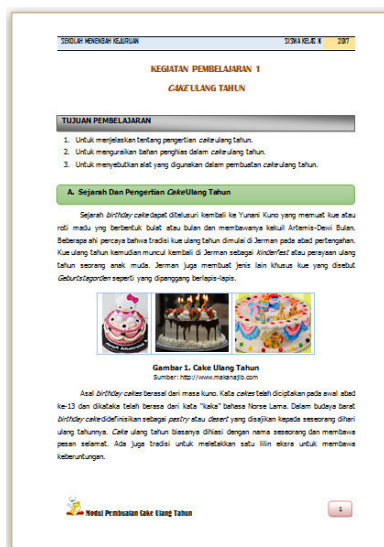 SEKOLAH MENENGAH KEJURUAN SISWA KELAS XI 2017
KEGIATAN PEMBELAJARAN 1
CAKE ULANG TAHUN
TUJUAN PEMBELAJARAN
1. Untuk menjelaskan tentang pengertian cake ulang tahun.
2. Untuk menguraikan bahan penghias dalam cake ulang tahun.
3. Untuk menyebutkan alat yang digunakan dalam pembuatan cake ulang tahun.
A. Sejarah Dan Pengertian Cake Ulang Tahun
Sejarah birthday cake dapat ditelusuri kembali ke Yunani Kuno yang memuat kue atau
roti madu yng berbentuk bulat atau bulan dan membawanya kekuil Artemis-Dewi Bulan.
Beberapa ahi percaya bahwa tradisi kue ulang tahun dimulai di Jerman pada abad pertengahan.
Kue ulang tahun kemudian muncul kembali di Jerman sebagai kinderfest atau perayaan ulang
tahun seorang anak muda. Jerman juga membuat jenis lain khusus kue yang disebut
Geburtstagorden seperti yang dipanggang berlapis-lapis.
Gambar 1. Cake Ulang Tahun
Sumber: http://www.makanajib.com
Asal birthday cakes berasal dari masa kuno. Kata cakes telah diciptakan pada awal abad
ke-13 dan dikataka telah berasa dari kata "kaka" bahasa Norse Lama. Dalam budaya barat
birthday cake didefinisikan sebagai pastry atau desert yang disajikan kepada seseorang dihari
ulang tahunnya. Cake ulang tahun biasanya dihiasi dengan nama seseorang dan membawa
pesan selamat. Ada juga tradisi untuk meletakkan satu lilin eksra untuk membawa
keberuntungan.
Modul Pembuatan Cake Ulang Tahun 1